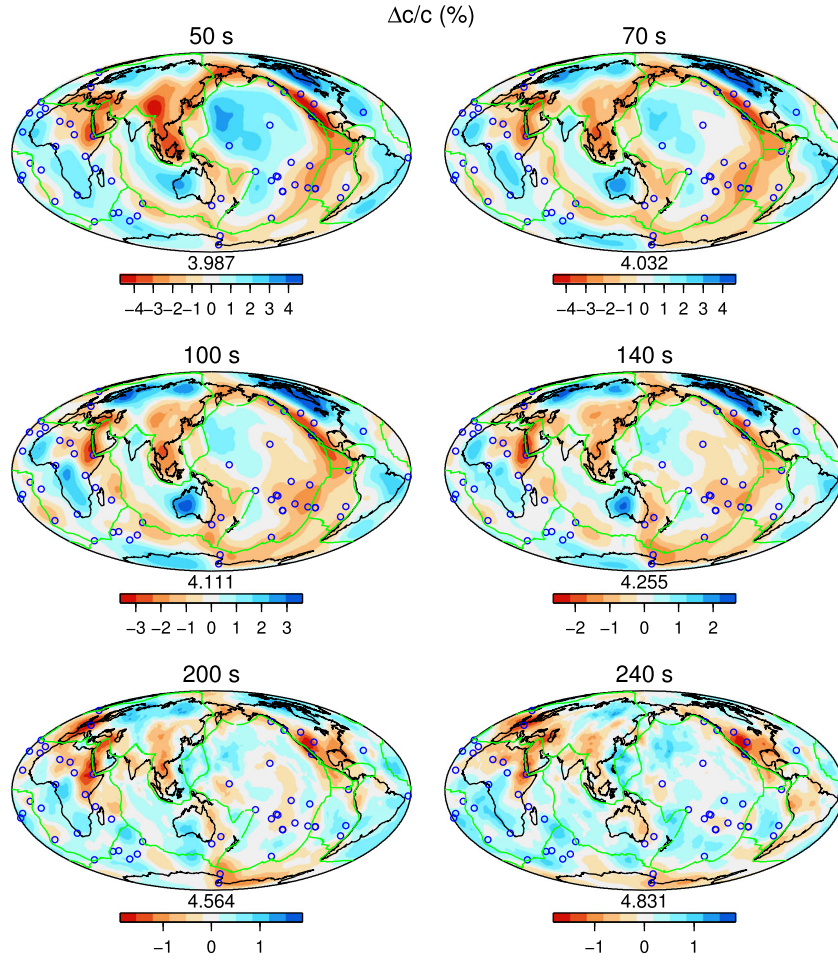 Δc/c (%)
50 s
70 s
3.987
4.032
−4−3−2−1 0 1 2 3 4
−4−3−2−1 0 1 2 3 4
100 s
140 s
4.111
4.255
−3 −2 −1 0 1 2 3
−2 −1 0 1 2
200 s
240 s
4.564
4.831
−1 0 1
−1 0 1